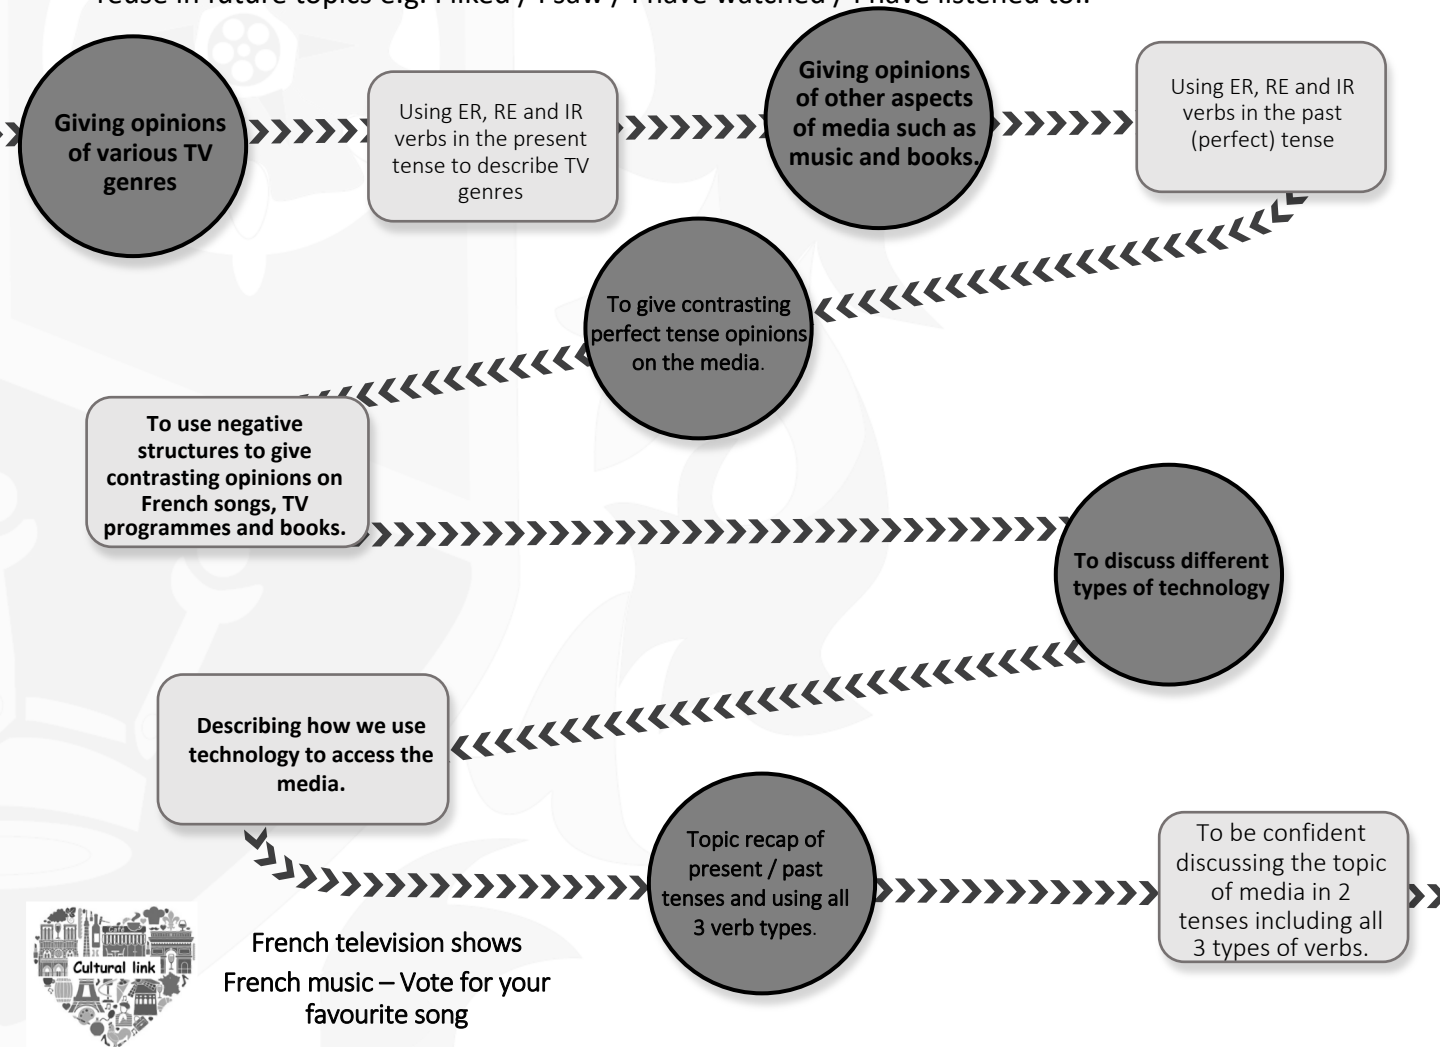 reuse in future topics e.g. I liked / I saw / I have watched / I have listened to..
Giving opinions
of various TV
genres
Using ER, RE and IR
verbs in the present
tense to describe TV
genres
Giving opinions
of other aspects
of media such as
music and books.
Using ER, RE and IR
verbs in the past
(perfect) tense
To give contrasting
perfect tense opinions
on the media.
To use negative
structures to give
contrasting opinions on
French songs, TV
programmes and books.
To discuss different
types of technology
Describing how we use
technology to access the
media.
Topic recap of
present / past
tenses and using all
3 verb types.
To be confident
discussing the topic
of media in 2
tenses including all
3 types of verbs.
Cultural link
French television shows
French music – Vote for your
favourite song